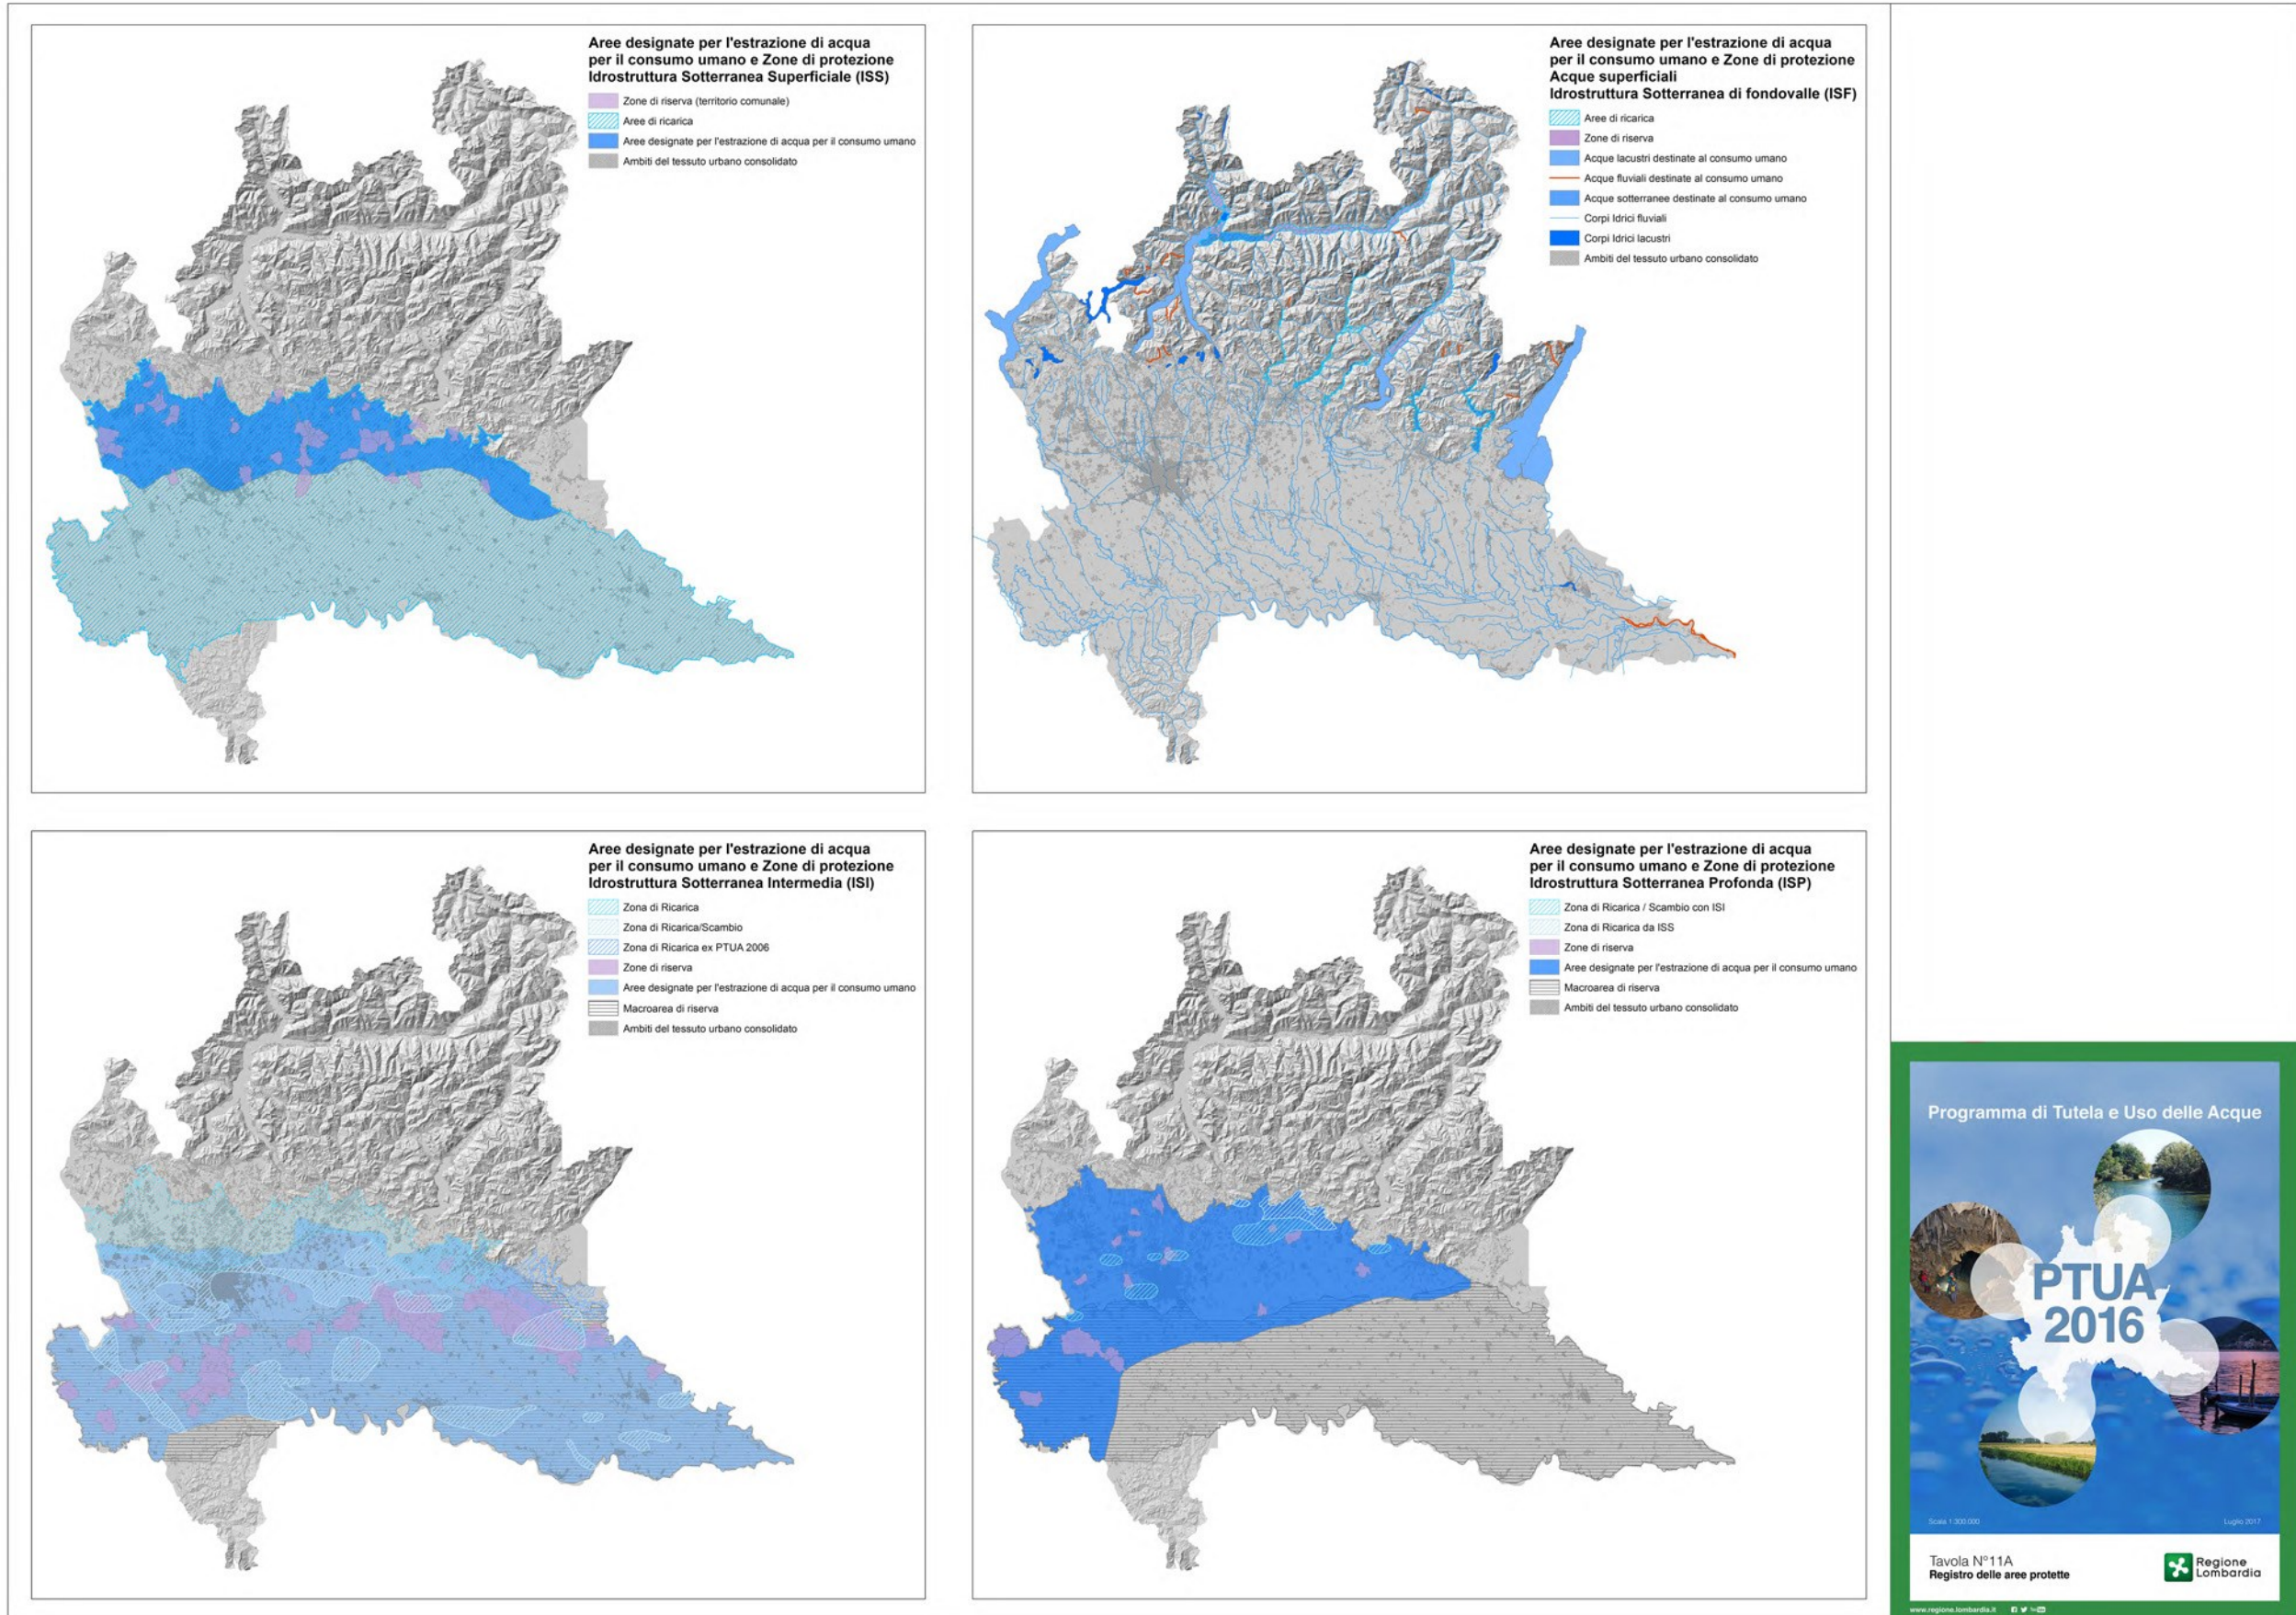 Aree designate per l'estrazione di acqua
per il consumo umano e Zone di protezione
Idrostruttura Sotterranea Superficiale (ISS)
Zone di riserva (territorio comunale)
Aree di ricarica
Aree designate per l'estrazione di acqua per il consumo umano
Ambiti del tessuto urbano consolidato
Aree designate per l'estrazione di acqua
per il consumo umano e Zone di protezione
Acque superficiali
Idrostruttura Sotterranea di fondovalle (ISF)
Aree di ricarica
Zone di riserva
Acque lacustri destinate al consumo umano
Acque fluviali destinate al consumo umano
Acque sotterranee destinate al consumo umano
Corpi Idrici fluviali
Corpi Idrici lacustri
Ambiti del tessuto urbano consolidato
Aree designate per l'estrazione di acqua
per il consumo umano e Zone di protezione
Idrostruttura Sotterranea Intermedia (ISI)
Zona di Ricarica
Zona di Ricarica/Scambio
Zona di Ricarica ex PTUA 2006
Zone di riserva
Aree designate per l'estrazione di acqua per il consumo umano
Macroarea di riserva
Ambiti del tessuto urbano consolidato
Aree designate per l'estrazione di acqua
per il consumo umano e Zone di protezione
Idrostruttura Sotterranea Profonda (ISP)
Zona di Ricarica / Scambio con ISI
Zona di Ricarica da ISS
Zone di riserva
Aree designate per l'estrazione di acqua per il consumo umano
Macroarea di riserva
Ambiti del tessuto urbano consolidato
Programma di Tutela e Uso delle Acque
PTUA
2016
Scala 1:300.000
Luglio 2017
Tavola N°11A
Registro delle aree protette
Regione
Lombardia
www.regione.lombardia.it